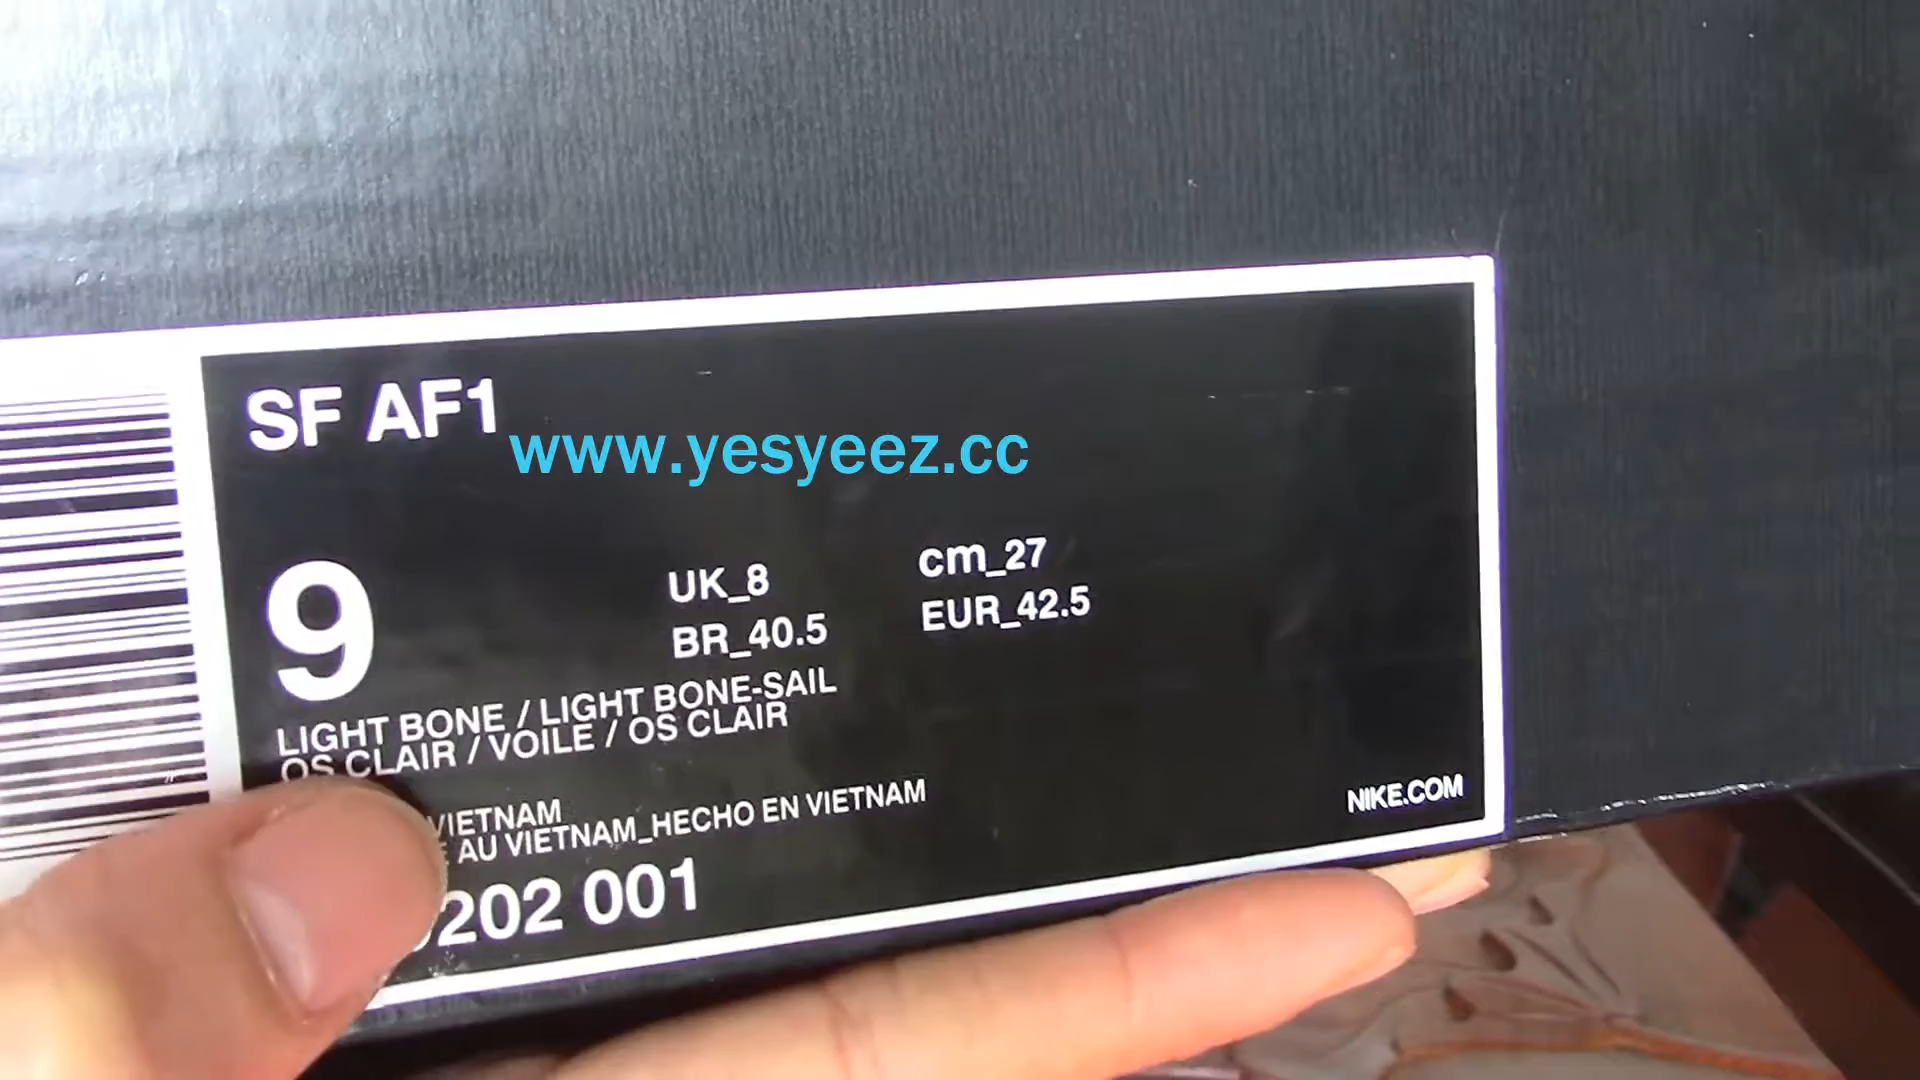 SF AF1
www.yesyeez.cc
9
UK_8
cm_27
BR_40.5
EUR_42.5
LIGHT BONE / LIGHT BONE-SAIL
OS CLAIR / VOILE / OS CLAIR
VIETNAM
AU VIETNAM_HECHO EN VIETNAM
202 001
NIKE.COM